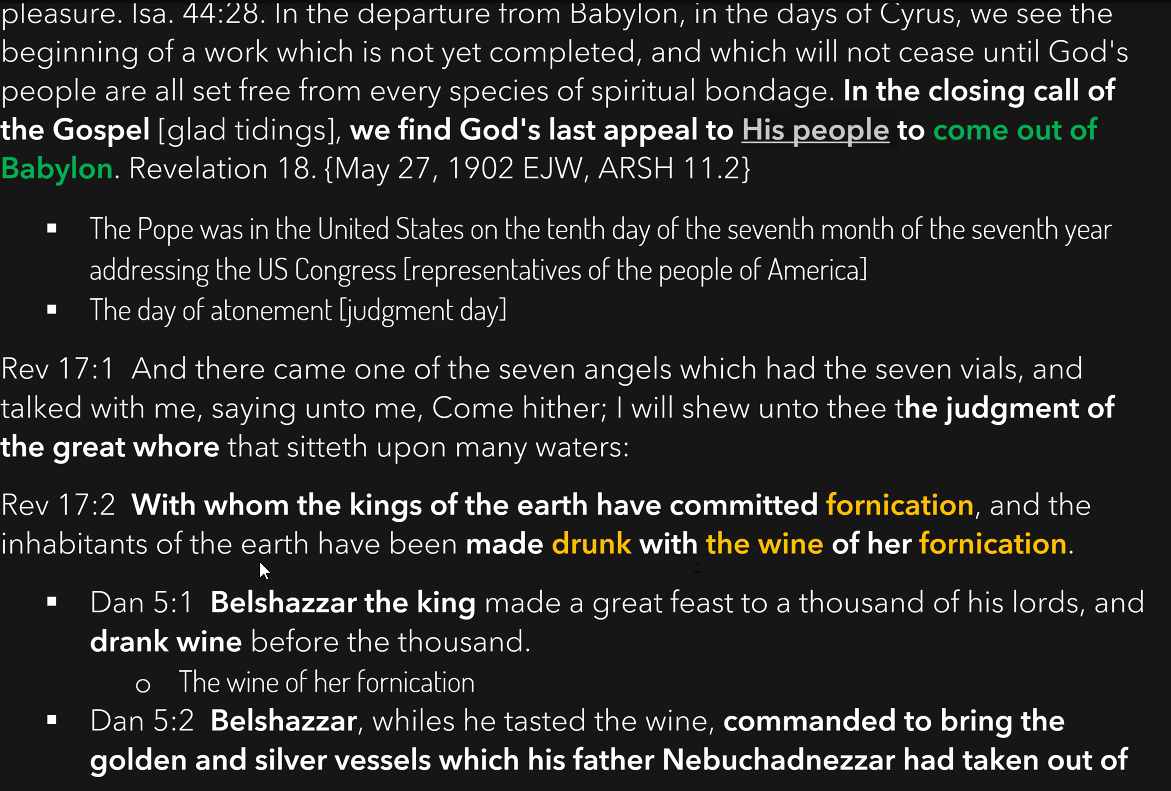 pleasure. Isa. 44:28. In the departure from Babylon, in the days of Cyrus, we see the
beginning of a work which is not yet completed, and which will not cease until God's
people are all set free from every species of spiritual bondage. In the closing call of
the Gospel [glad tidings], we find God's last appeal to His people to come out of
Babylon. Revelation 18. {May 27, 1902 EJW, ARSH 11.2}
▪ The Pope was in the United States on the tenth day of the seventh month of the seventh year
addressing the US Congress [representatives of the people of America]
▪ The day of atonement [judgment day]
Rev 17:1 And there came one of the seven angels which had the seven vials, and
talked with me, saying unto me, Come hither; I will shew unto thee the judgment of
the great whore that sitteth upon many waters:
Rev 17:2 With whom the kings of the earth have committed fornication, and the
inhabitants of the earth have been made drunk with the wine of her fornication.
▪ Dan 5:1 Belshazzar the king made a great feast to a thousand of his lords, and
drank wine before the thousand.
o The wine of her fornication
▪ Dan 5:2 Belshazzar, whiles he tasted the wine, commanded to bring the
golden and silver vessels which his father Nebuchadnezzar had taken out of